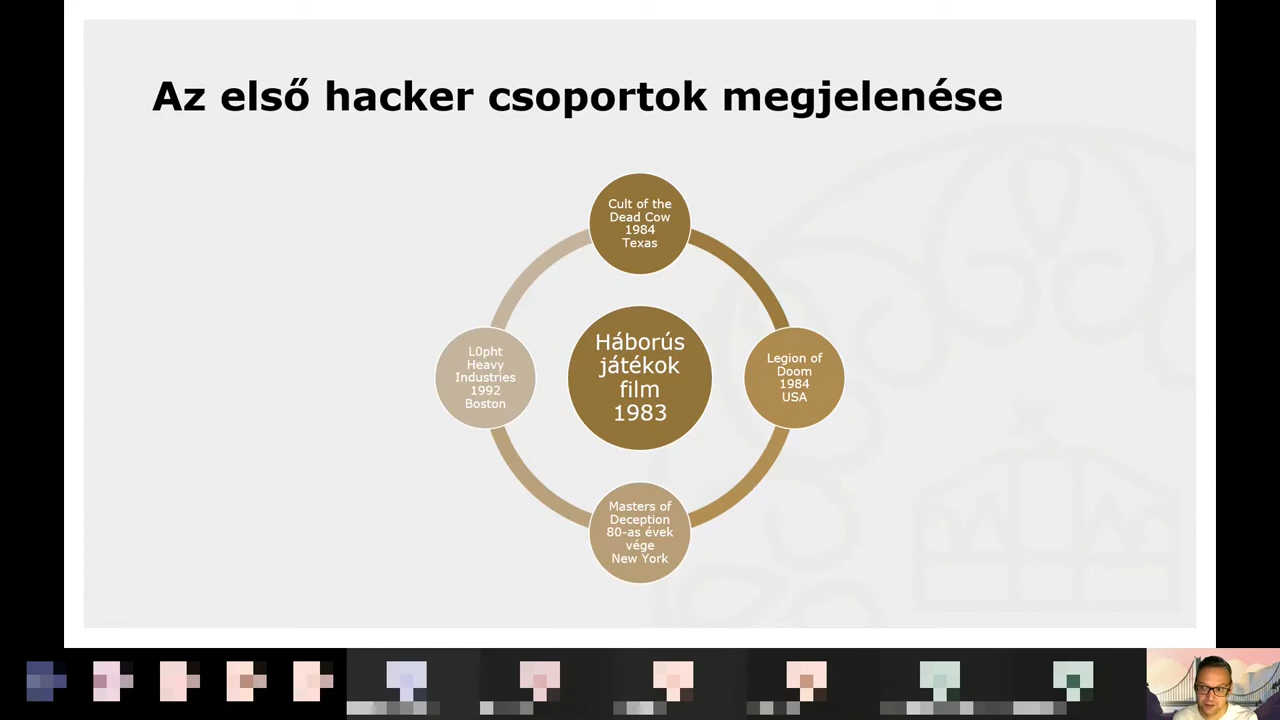 Az első hacker csoportok megjelenése
Cult of the
Dead Cow
1984
Texas
Háborús
játékok
film
1983
Legion of
Doom
1984
USA
Masters of
Deception
80-as évek
vége
New York
L0pht
Heavy
Industries
1992
Boston